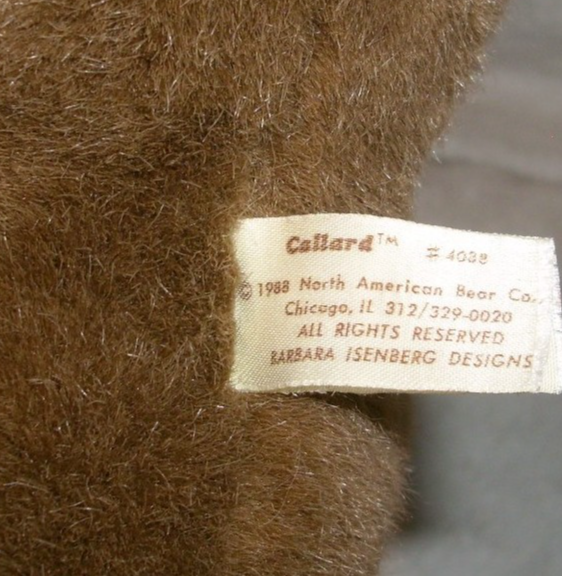 Callard™ #4038
© 1988 North American Bear Co.,
Chicago, IL 312/329-0020
ALL RIGHTS RESERVED
BARBARA ISENBERG DESIGNS